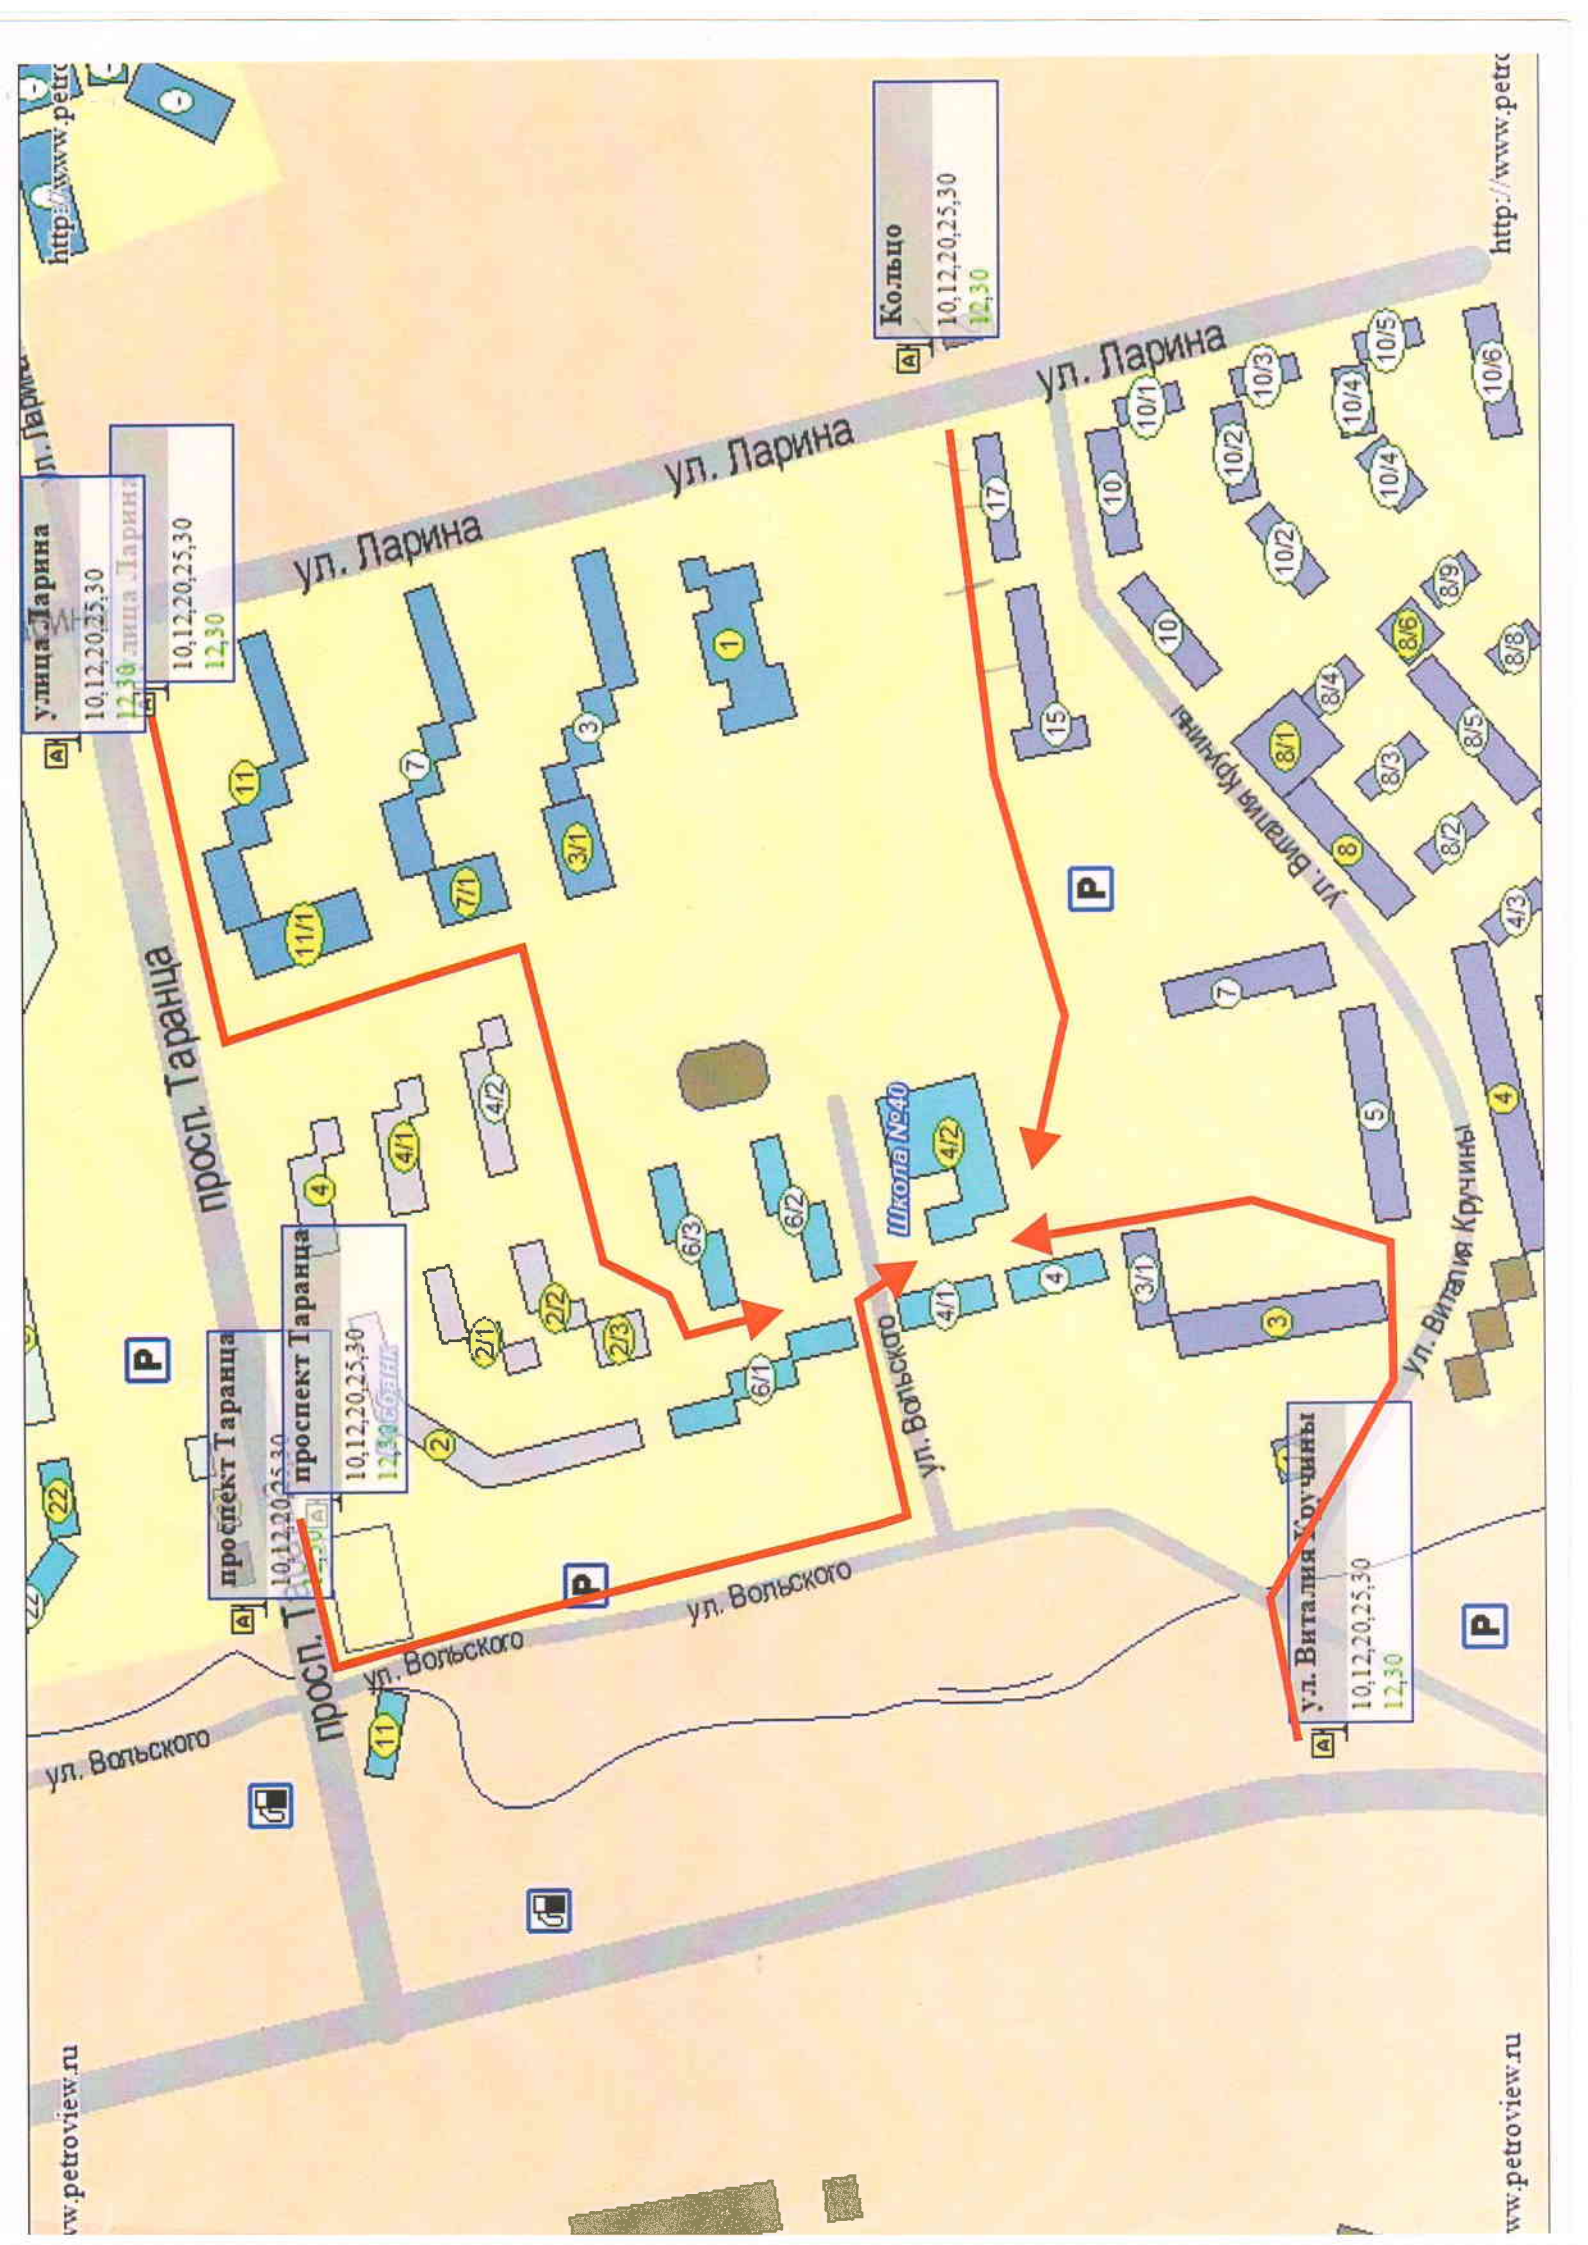 http://www.petro
http://www.petro
ул. Ларина
улица Ларина
10,12,20,25,30
12,30
улица Ларина
10,12,20,25,30
12,30
Кольцо
10,12,20,25,30
12,30
ул. Ларина
ул. Ларина
ул. Ларина
11
11/1
7
7/1
3
3/1
1
17
15
10
10
10/1
10/2
10/2
10/3
10/4
10/4
10/5
10/6
8/9
8/6
8/8
8/4
8/1
8/5
8/3
8
8/2
4/3
ул. Виталия Кручины
P
просп. Таранца
7
5
4
4
4/1
4/2
6/3
6/2
Школа №40
4/2
P
проспект Таранца
10,12,20,25,30
проспект Таранца
10,12,20,25,30
12,30
2
2/1
2/2
2/3
6/1
4/1
4
3/1
3
ул. Виталия Кручины
ул. Вольского
22
22
P
ул. Вольского
ул. Виталия Кручины
10,12,20,25,30
12,30
P
просп. Та
ул. Вольского
ул. Вольского
11
ww.petroview.ru
ww.petroview.ru